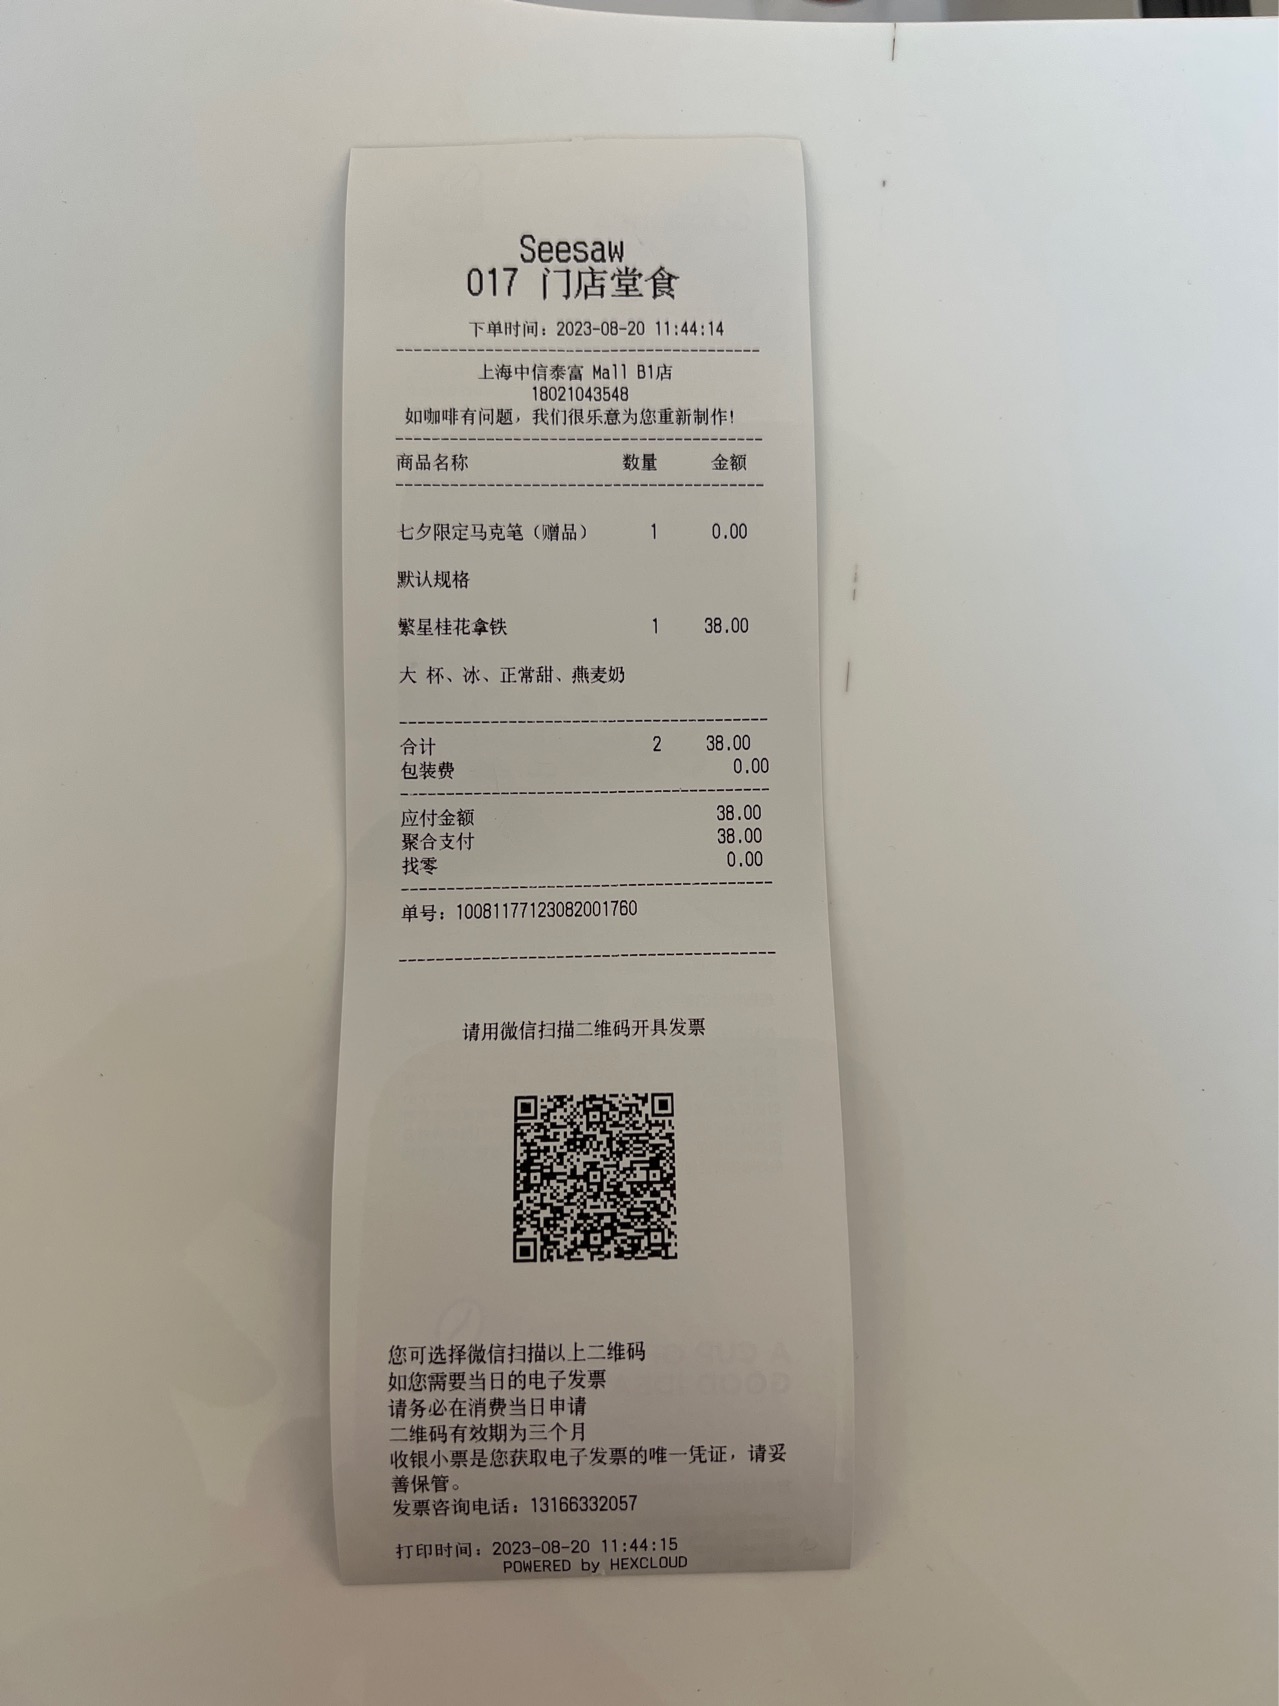 Seesaw
017 门店堂食
下单时间：2023-08-20 11:44:14
上海中信泰富 Mall B1店
18021043548
如咖啡有问题，我们很乐意为您重新制作！
商品名称 数量 金额
七夕限定马克笔（赠品） 1 0.00
默认规格
繁星桂花拿铁 1 38.00
大 杯、冰、正常甜、燕麦奶
合计 2 38.00
包装费 0.00
应付金额 38.00
聚合支付 38.00
找零 0.00
单号：10081177123082001760
请用微信扫描二维码开具发票
您可选择微信扫描以上二维码
如您需要当日的电子发票
请务必在消费当日申请
二维码有效期为三个月
收银小票是您获取电子发票的唯一凭证，请妥
善保管。
发票咨询电话：13166332057
打印时间：2023-08-20 11:44:15
POWERED by HEXCLOUD